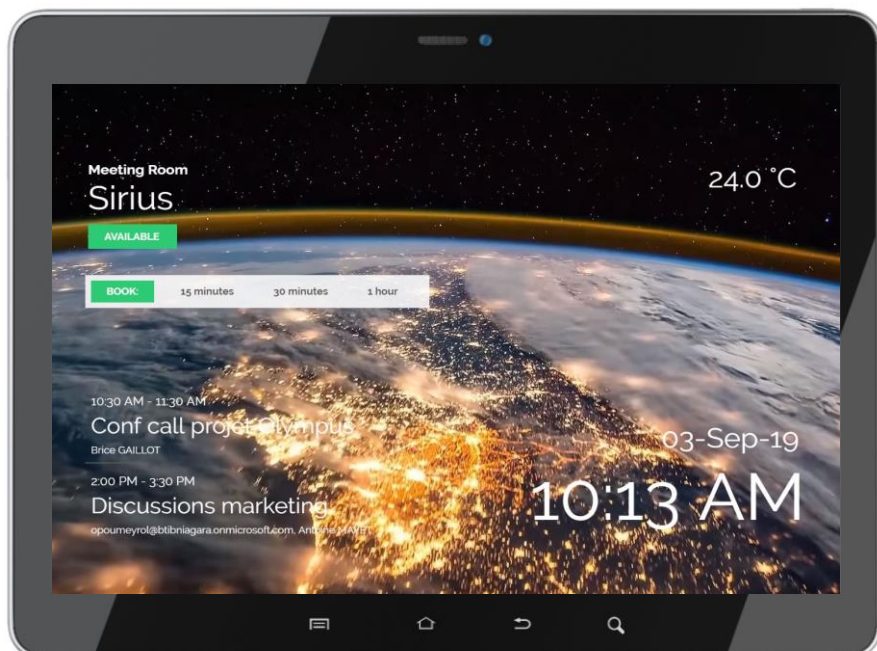 Meeting Room
Sirius
24.0 °C
AVAILABLE
BOOK: 15 minutes 30 minutes 1 hour
10:30 AM - 11:30 AM
Conf call projet Olympus
Brice GAILLOT
03-Sep-19
2:00 PM - 3:30 PM
Discussions marketing
10:13 AM
opoumeyrol@btibniagara.onmicrosoft.com, Antoine